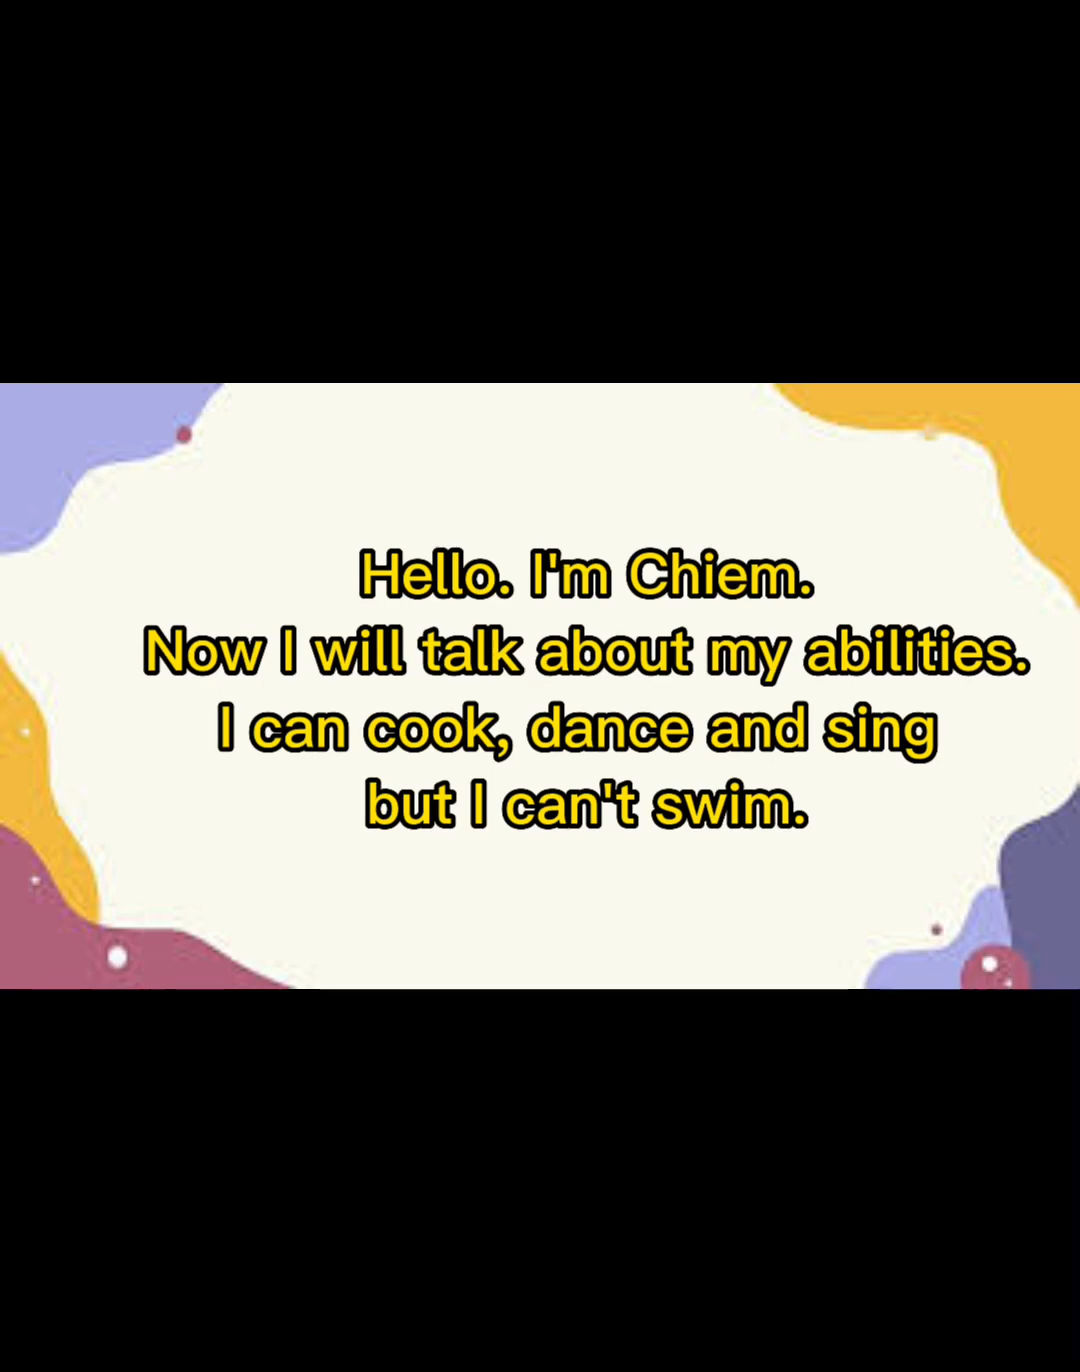 Hello. I'm Chiem.
Now I will talk about my abilities.
I can cook, dance and sing
but I can't swim.